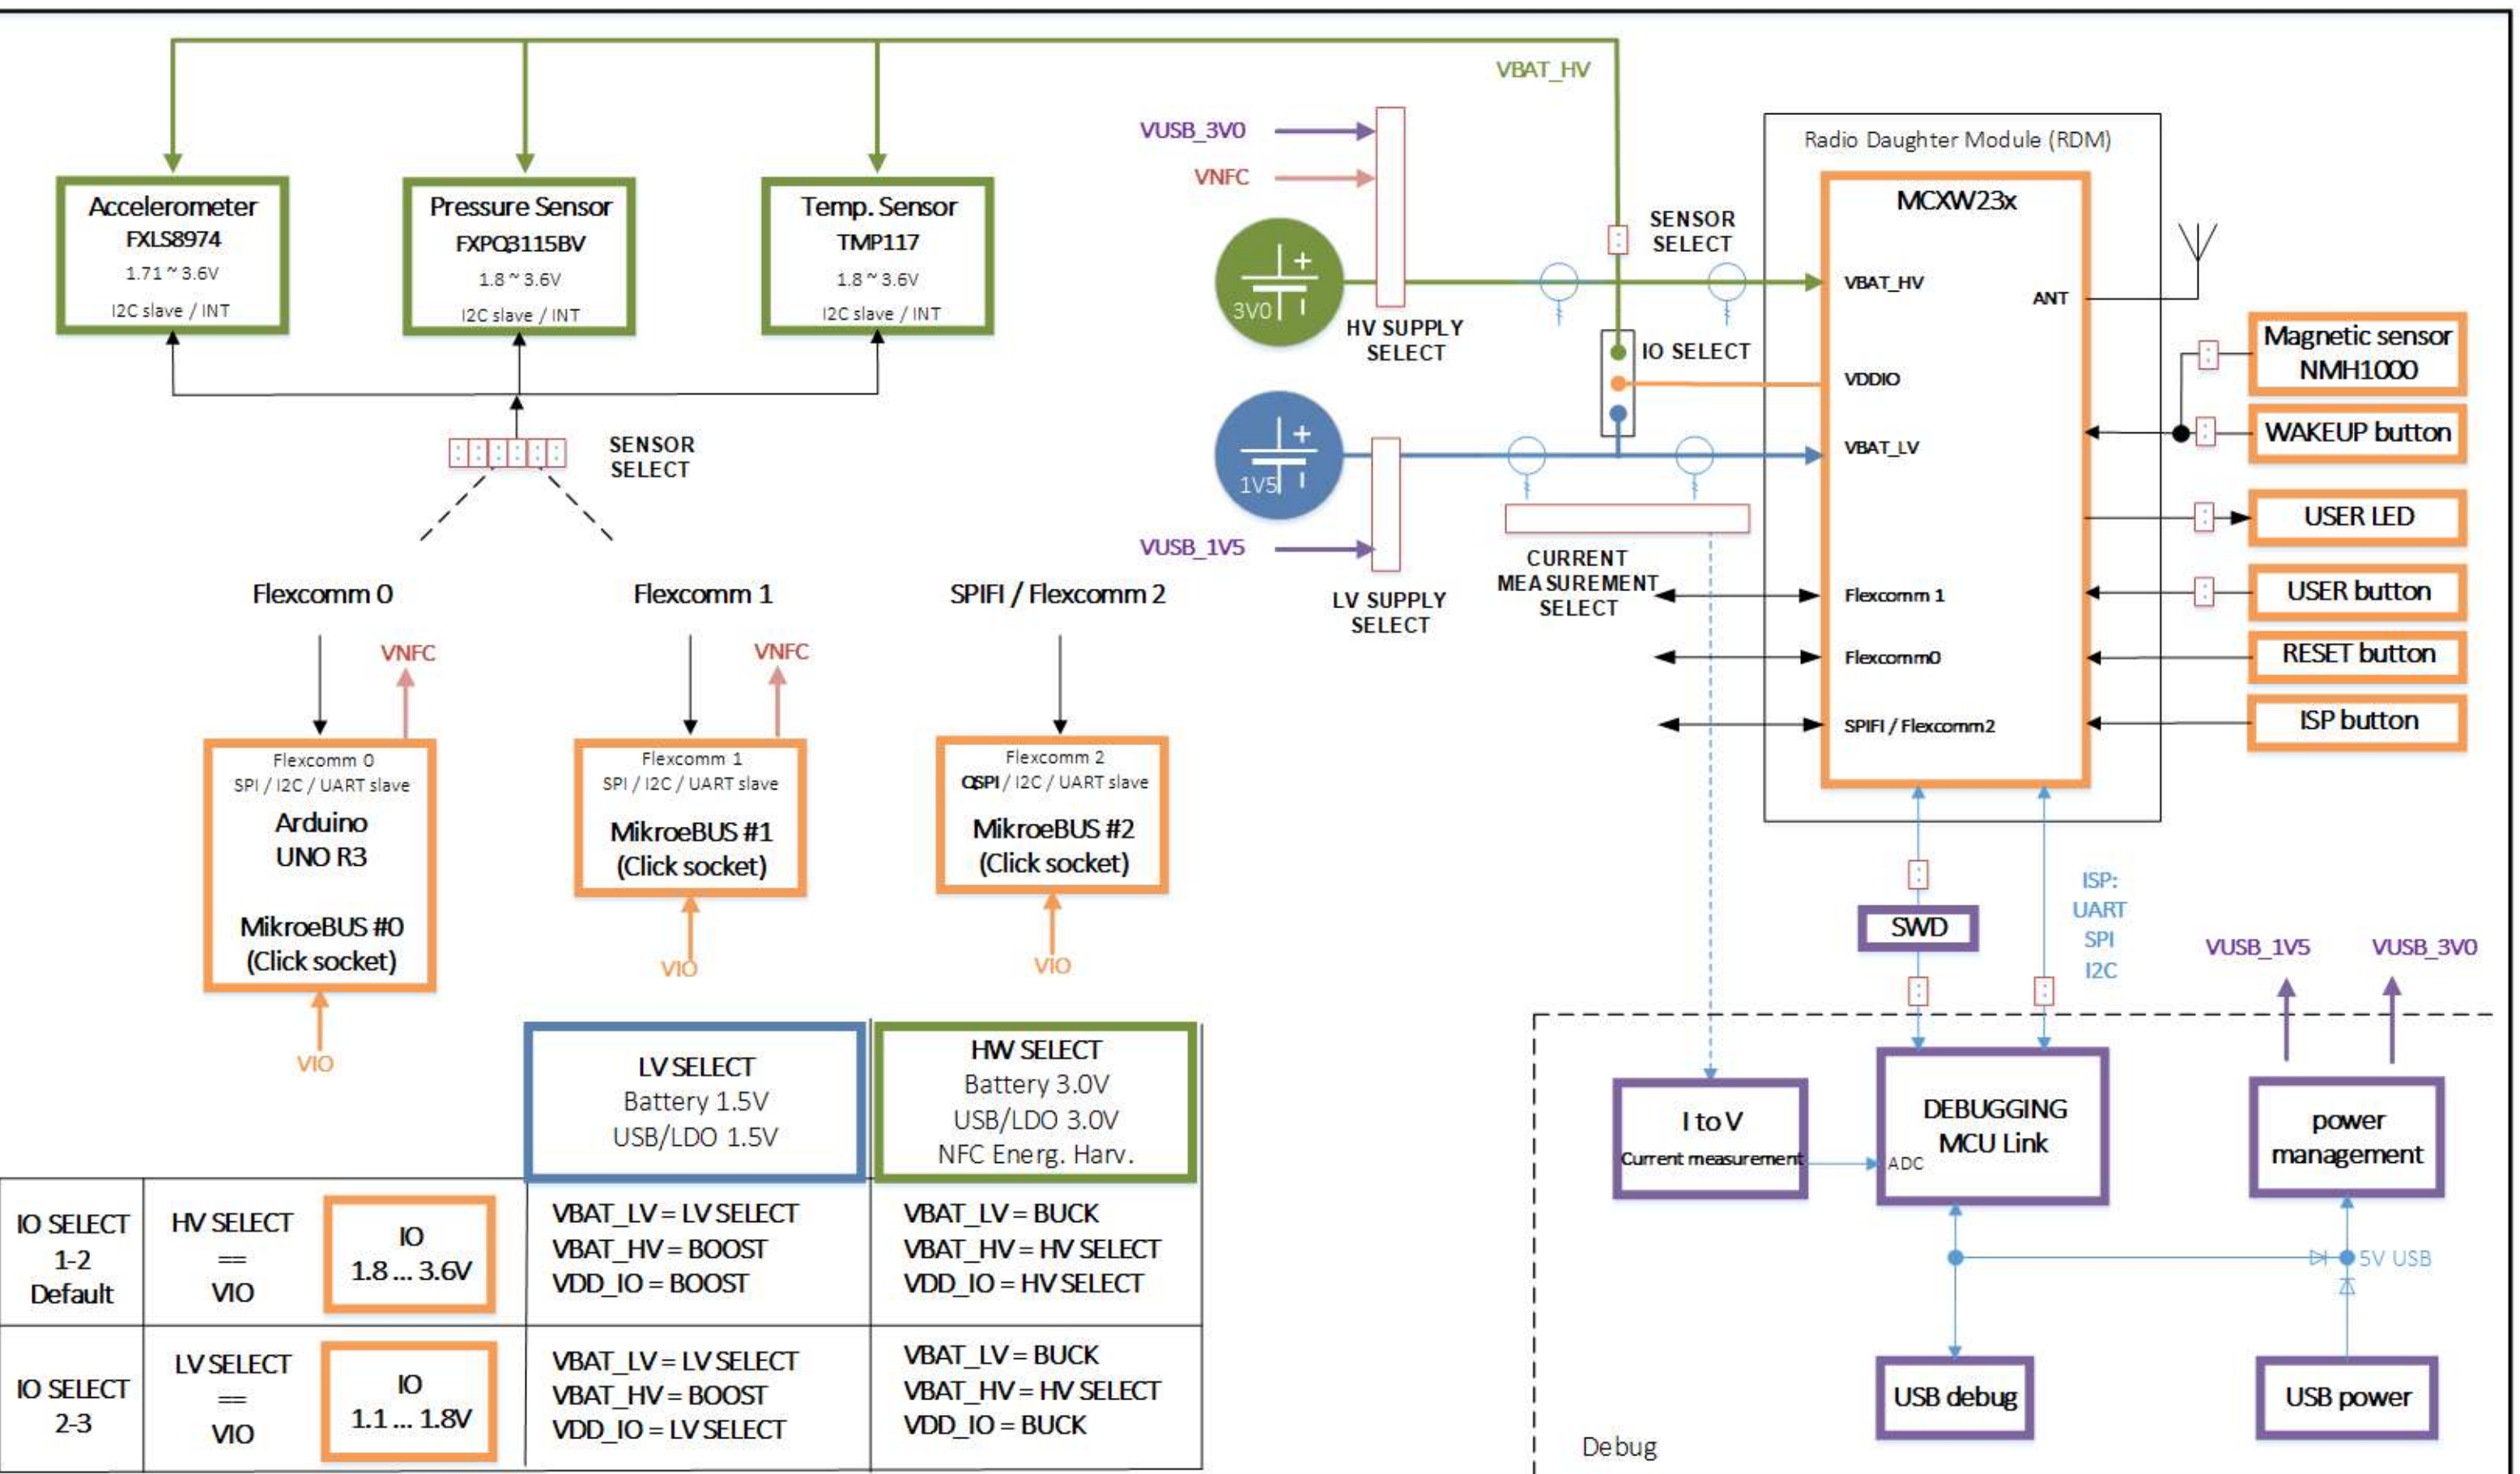 VBAT_HV
VUSB_3V0
VNFC
Radio Daughter Module (RDM)
Accelerometer
FXLS8974
1.71 ~ 3.6V
I2C slave / INT
Pressure Sensor
FXPQ3115BV
1.8 ~ 3.6V
I2C slave / INT
Temp. Sensor
TMP117
1.8 ~ 3.6V
I2C slave / INT
3V0
+
HV SUPPLY
SELECT
SENSOR
SELECT
IO SELECT
MCXW23x
VBAT_HV
ANT
VDDIO
VBAT_LV
Flexcomm 1
Flexcomm0
SPIFI / Flexcomm2
Magnetic sensor
NMH1000
WAKEUP button
USER LED
USER button
RESET button
ISP button
SENSOR
SELECT
1V5
+
VUSB_1V5
LV SUPPLY
SELECT
CURRENT
MEASUREMENT
SELECT
Flexcomm 0
Flexcomm 1
SPIFI / Flexcomm 2
VNFC
VNFC
Flexcomm 0
SPI / I2C / UART slave
Arduino
UNO R3
MikroeBUS #0
(Click socket)
VIO
Flexcomm 1
SPI / I2C / UART slave
MikroeBUS #1
(Click socket)
VIO
Flexcomm 2
QSPI / I2C / UART slave
MikroeBUS #2
(Click socket)
VIO
SWD
ISP:
UART
SPI
I2C
VUSB_1V5
VUSB_3V0
LV SELECT
Battery 1.5V
USB/LDO 1.5V
HW SELECT
Battery 3.0V
USB/LDO 3.0V
NFC Energ. Harv.
IO SELECT
1-2
Default
HV SELECT
==
VIO
IO
1.8 ... 3.6V
VBAT_LV = LV SELECT
VBAT_HV = BOOST
VDD_IO = BOOST
VBAT_LV = BUCK
VBAT_HV = HV SELECT
VDD_IO = HV SELECT
IO SELECT
2-3
LV SELECT
==
VIO
IO
1.1 ... 1.8V
VBAT_LV = LV SELECT
VBAT_HV = BOOST
VDD_IO = LV SELECT
VBAT_LV = BUCK
VBAT_HV = HV SELECT
VDD_IO = BUCK
I to V
Current measurement
ADC
DEBUGGING
MCU Link
power
management
5V USB
USB debug
USB power
Debug